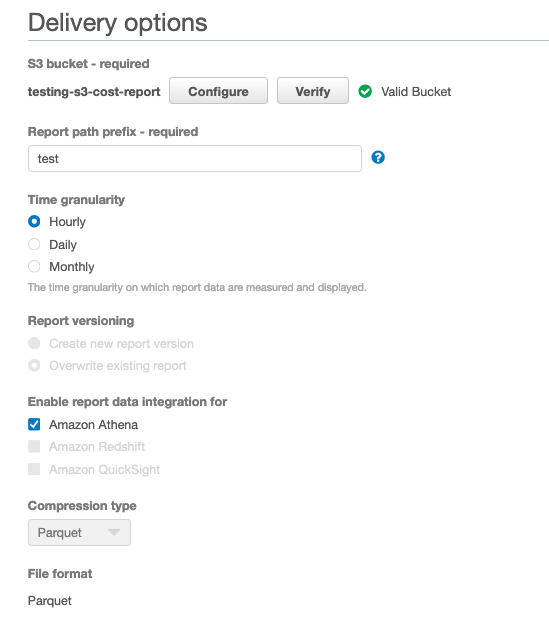 Delivery options
S3 bucket - required
testing-s3-cost-report Configure Verify Valid Bucket
Report path prefix - required
test ?
Time granularity
Hourly
Daily
Monthly
The time granularity on which report data are measured and displayed.
Report versioning
Create new report version
Overwrite existing report
Enable report data integration for
Amazon Athena
Amazon Redshift
Amazon QuickSight
Compression type
Parquet
File format
Parquet